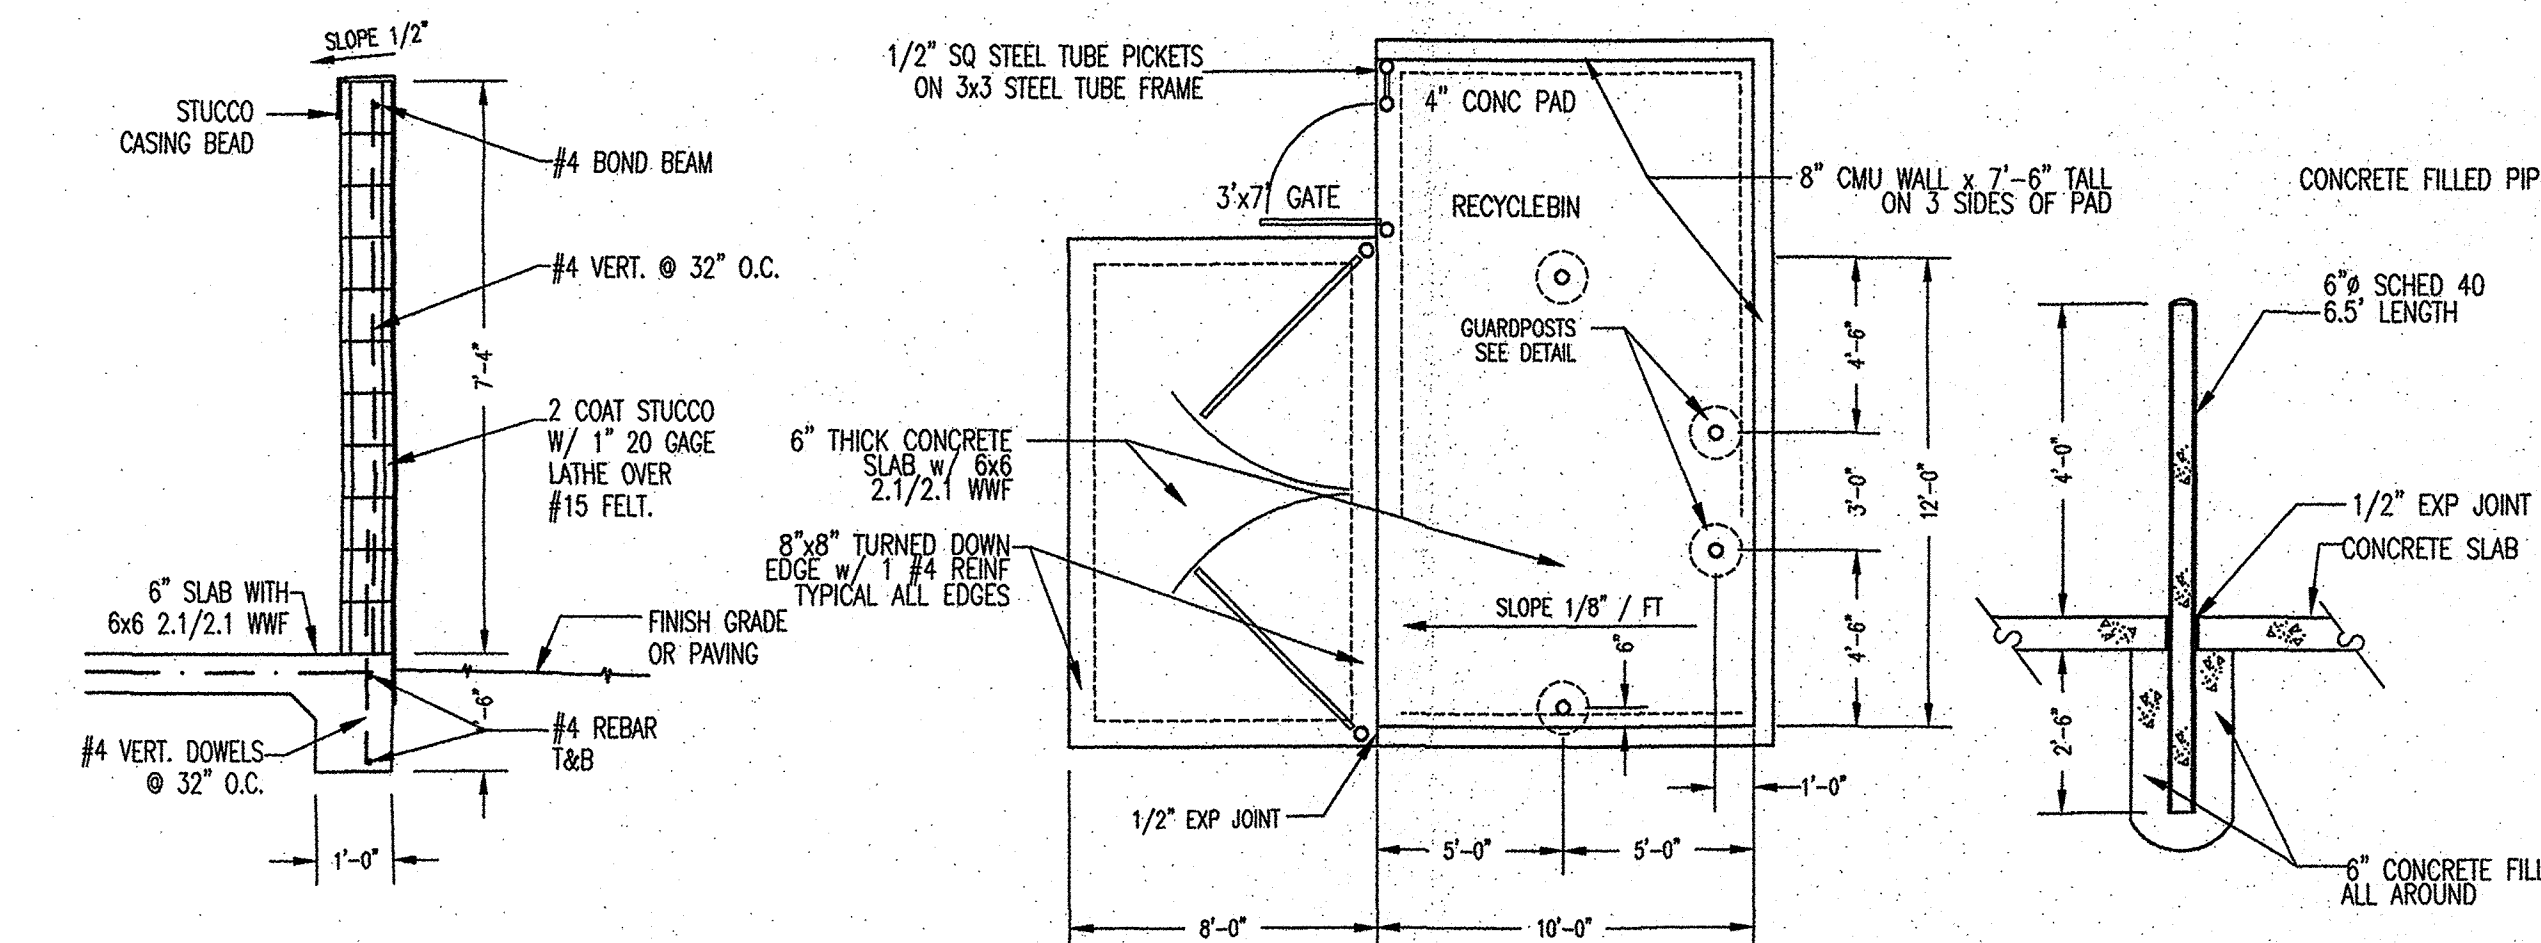 SLOPE 1/2"
STUCCO
CASING BEAD
#4 BOND BEAM
#4 VERT. @ 32" O.C.
7'-4"
2 COAT STUCCO
W/ 1" 20 GAGE
LATHE OVER
#15 FELT.
6" SLAB WITH
6x6 2.1/2.1 WWF
FINISH GRADE
OR PAVING
#4 VERT. DOWELS
@ 32" O.C.
#4 REBAR
T&B
1'-0"
1/2" SQ STEEL TUBE PICKETS
ON 3x3 STEEL TUBE FRAME
4" CONC PAD
3'x7' GATE
RECYCLEBIN
8" CMU WALL x 7'-6" TALL
ON 3 SIDES OF PAD
GUARDPOSTS
SEE DETAIL
6" THICK CONCRETE
SLAB w/ 6x6
2.1/2.1 WWF
8"x8" TURNED DOWN
EDGE w/ 1 #4 REINF
TYPICAL ALL EDGES
SLOPE 1/8" / FT
6"
4'-6"
3'-0"
12'-0"
4'-6"
1'-0"
1/2" EXP JOINT
5'-0"
5'-0"
8'-0"
10'-0"
CONCRETE FILLED PIP
6"ø SCHED 40
6.5' LENGTH
4'-0"
1/2" EXP JOINT
CONCRETE SLAB
2'-6"
6" CONCRETE FILL
ALL AROUND